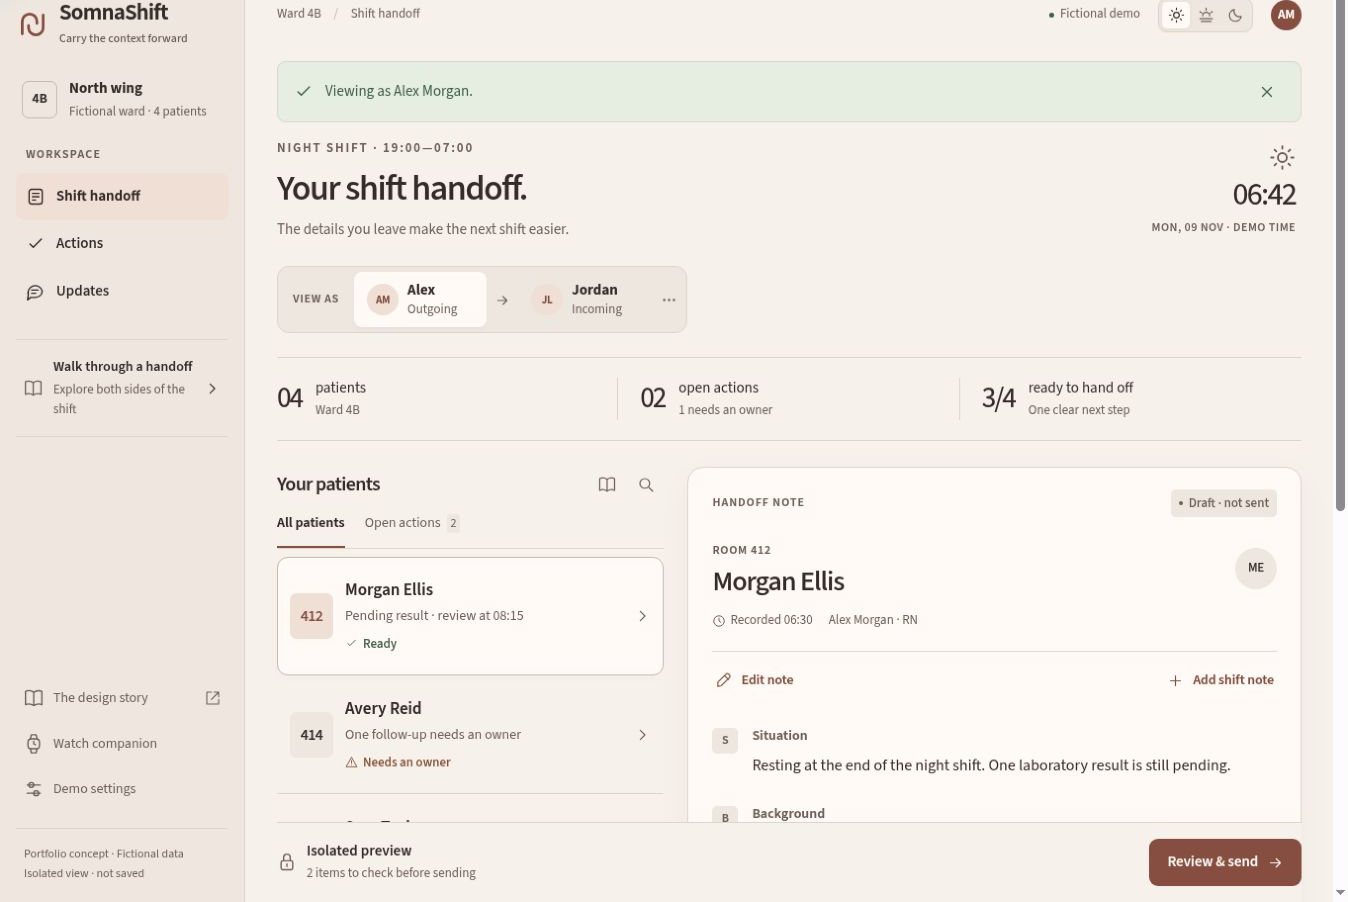 SomnaShift
Carry the context forward
4B
North wing
Fictional ward · 4 patients
WORKSPACE
Shift handoff
Actions
Updates
Walk through a handoff
Explore both sides of the
shift
The design story
Watch companion
Demo settings
Portfolio concept · Fictional data
Isolated view · not saved
Ward 4B / Shift handoff
Fictional demo
AM
Viewing as Alex Morgan.
NIGHT SHIFT · 19:00—07:00
Your shift handoff.
The details you leave make the next shift easier.
06:42
MON, 09 NOV · DEMO TIME
VIEW AS
AM
Alex
Outgoing
JL
Jordan
Incoming
04
patients
Ward 4B
02
open actions
1 needs an owner
3/4
ready to hand off
One clear next step
Your patients
All patients
Open actions 2
412
Morgan Ellis
Pending result · review at 08:15
Ready
414
Avery Reid
One follow-up needs an owner
Needs an owner
HANDOFF NOTE
Draft · not sent
ROOM 412
Morgan Ellis
ME
Recorded 06:30
Alex Morgan · RN
Edit note
Add shift note
S
Situation
Resting at the end of the night shift. One laboratory result is still pending.
B
Background
Isolated preview
2 items to check before sending
Review & send